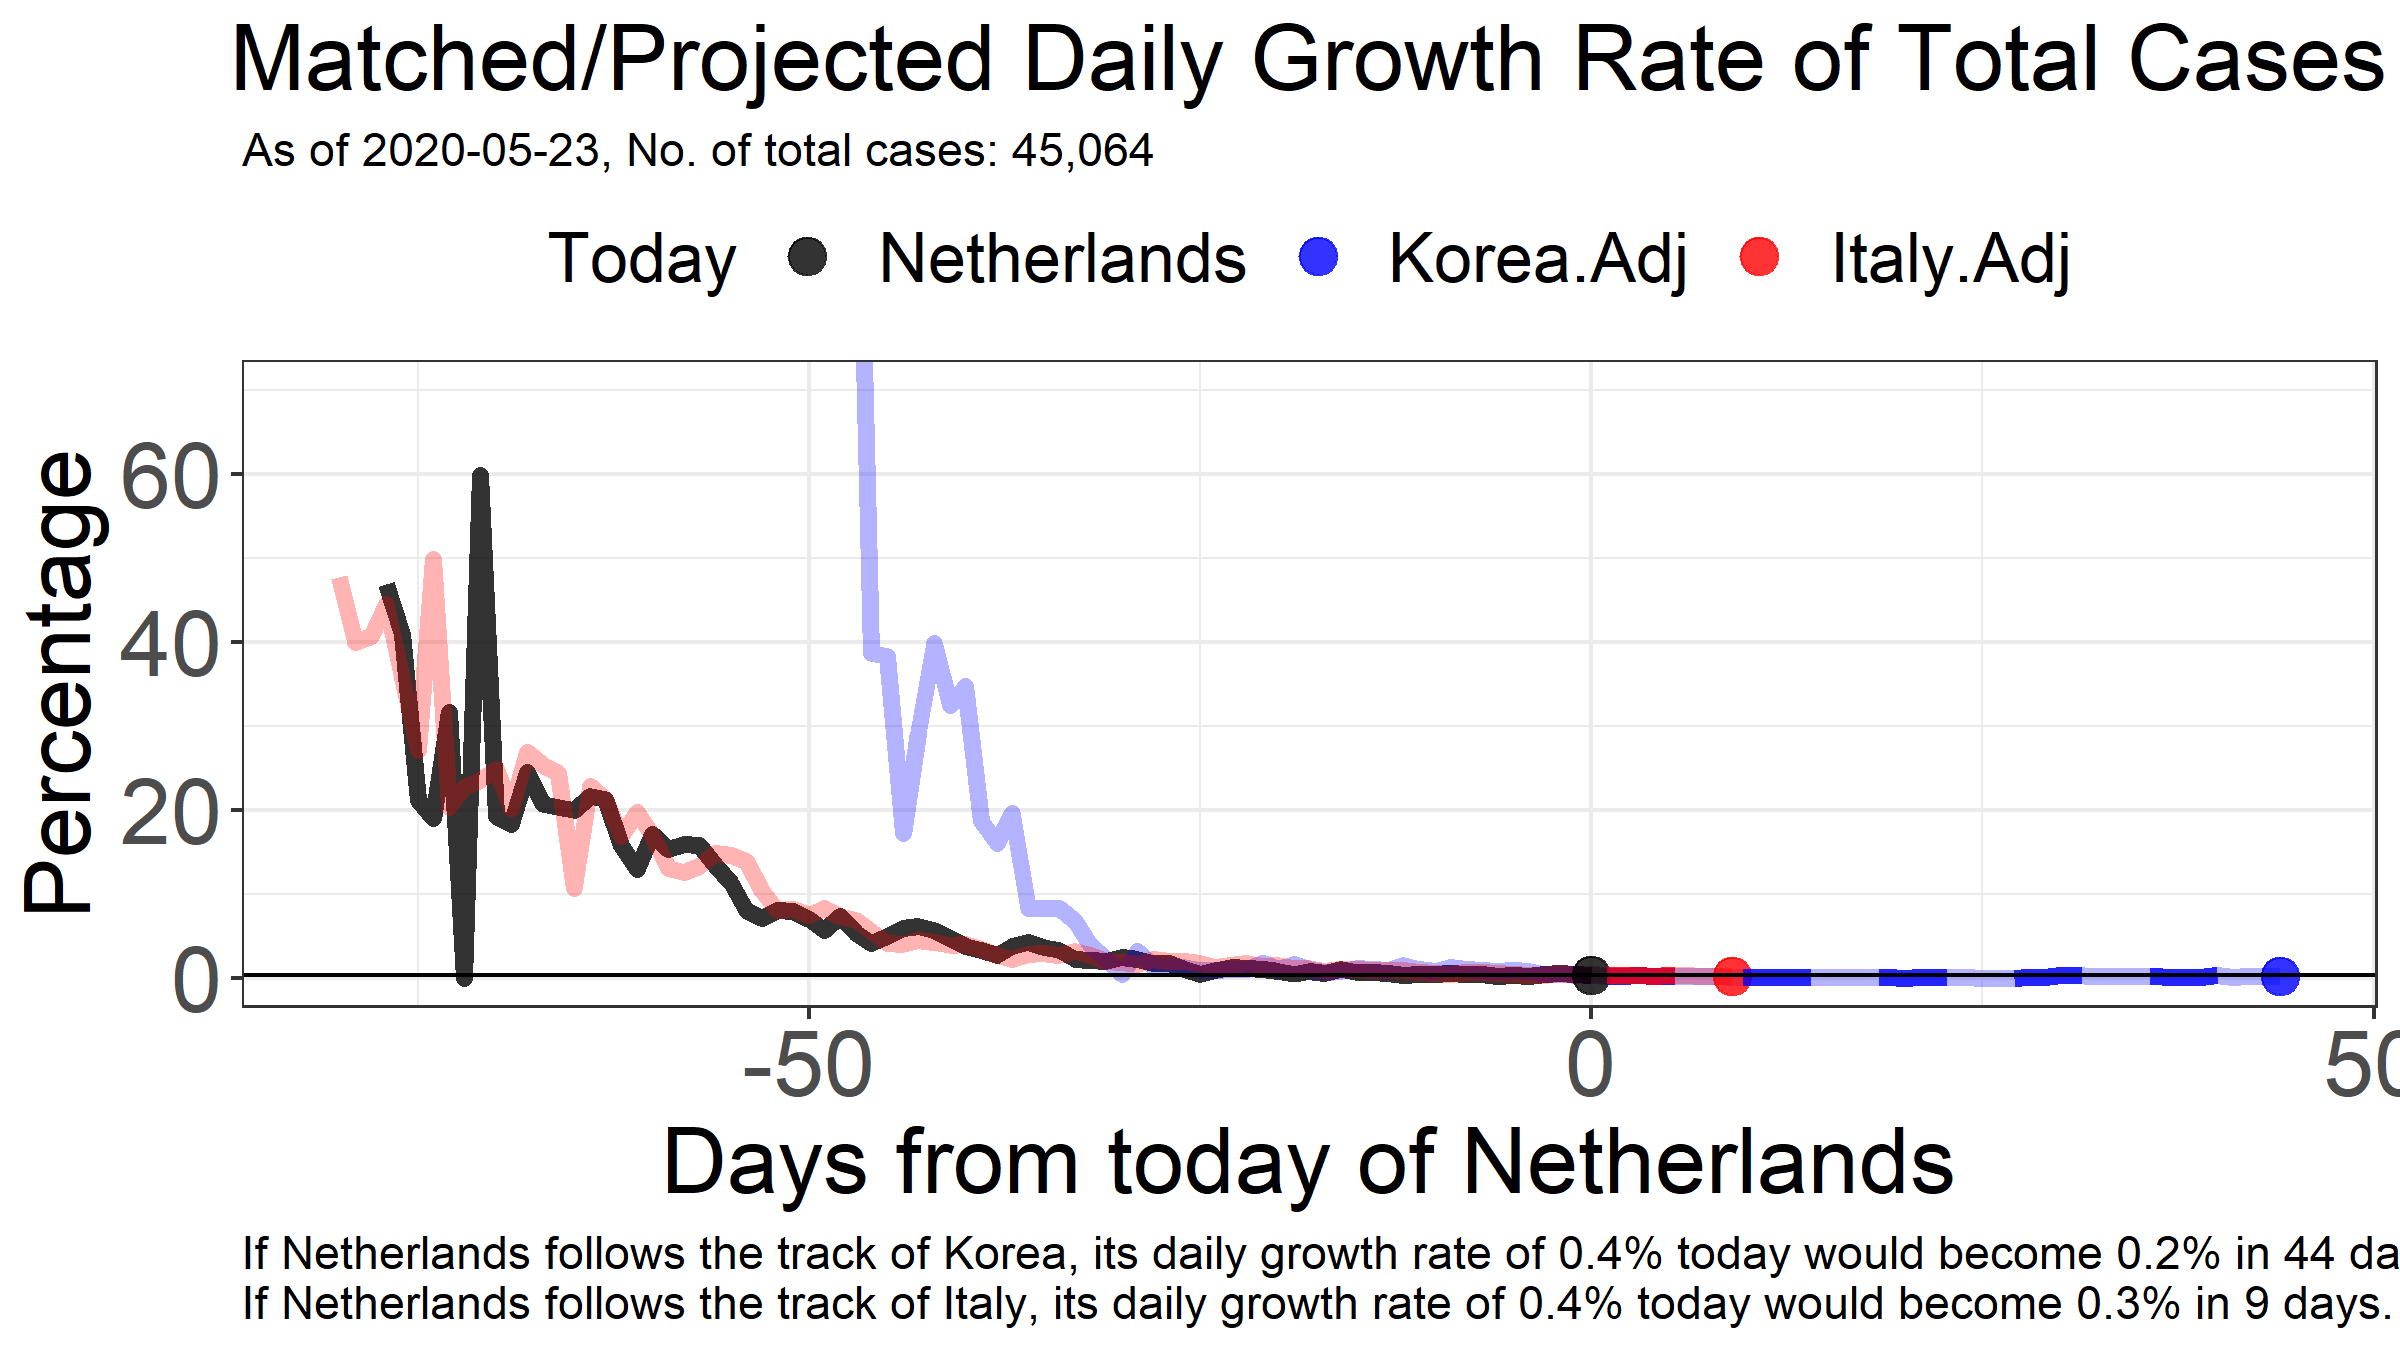 Matched/Projected Daily Growth Rate of Total Cases
As of 2020-05-23, No. of total cases: 45,064
Today Netherlands Korea.Adj Italy.Adj
Percentage
60
40
20
0
-50 0 50
Days from today of Netherlands
If Netherlands follows the track of Korea, its daily growth rate of 0.4% today would become 0.2% in 44 da
If Netherlands follows the track of Italy, its daily growth rate of 0.4% today would become 0.3% in 9 days.